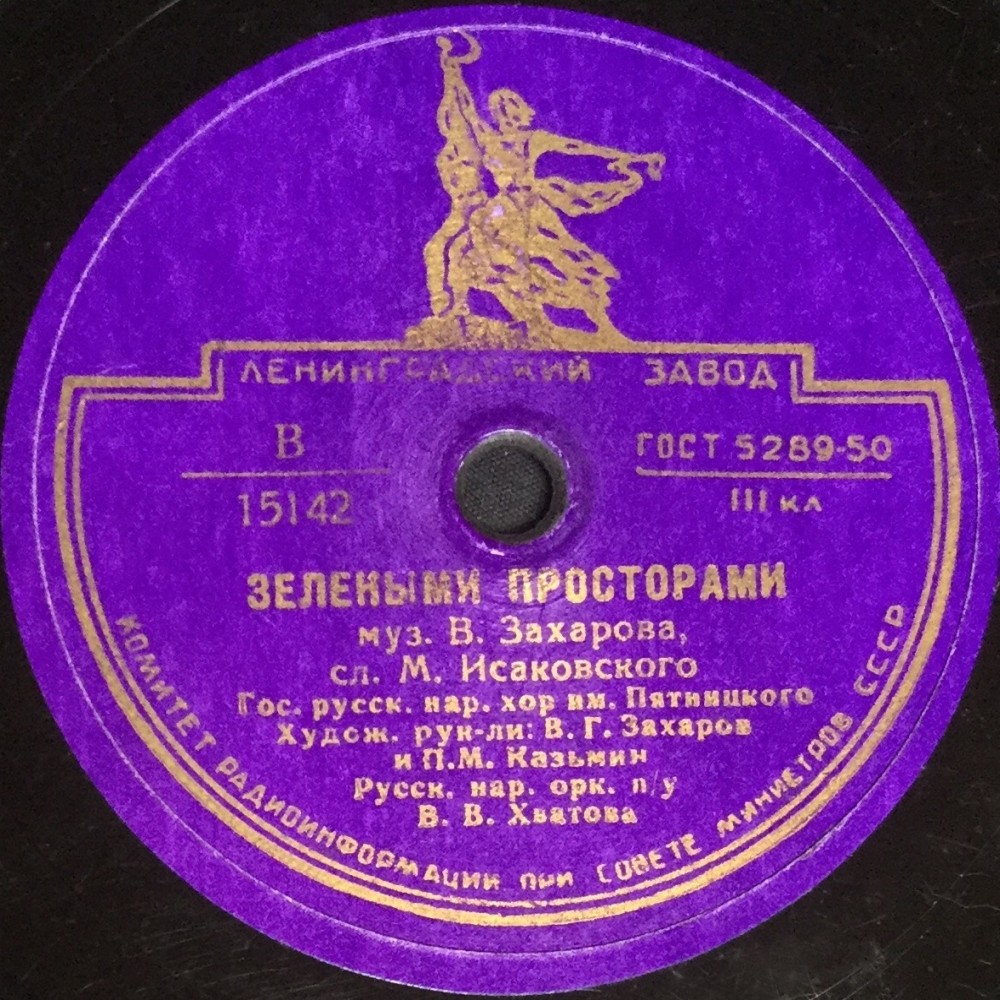 ЛЕНИНГРАДСКИЙ ЗАВОД
В
15142
ГОСТ 5289-50
III кл
ЗЕЛЕНЫМИ ПРОСТОРАМИ
муз. В. Захарова,
сл. М. Исаковского
Гос. русск. нар. хор им. Пятницкого
Худож. рук-ли: В. Г. Захаров
и П.М. Казьмин
Русск. нар. орк. п/у
В. В. Хватова
КОМИТЕТ РАДИОИНФОРМАЦИИ ПРИ СОВЕТЕ МИНИСТРОВ СССР